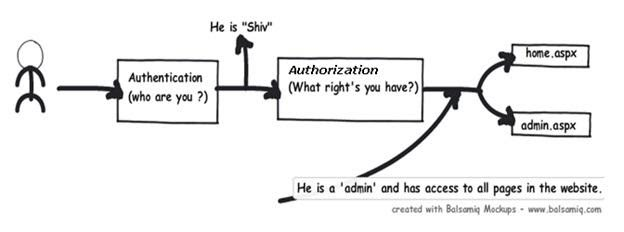 He is "Shiv"
Authentication
(who are you ?)
Authorization
(What right's you have?)
home.aspx
admin.aspx
He is a 'admin' and has access to all pages in the website.
created with Balsamiq Mockups - www.balsamiq.com